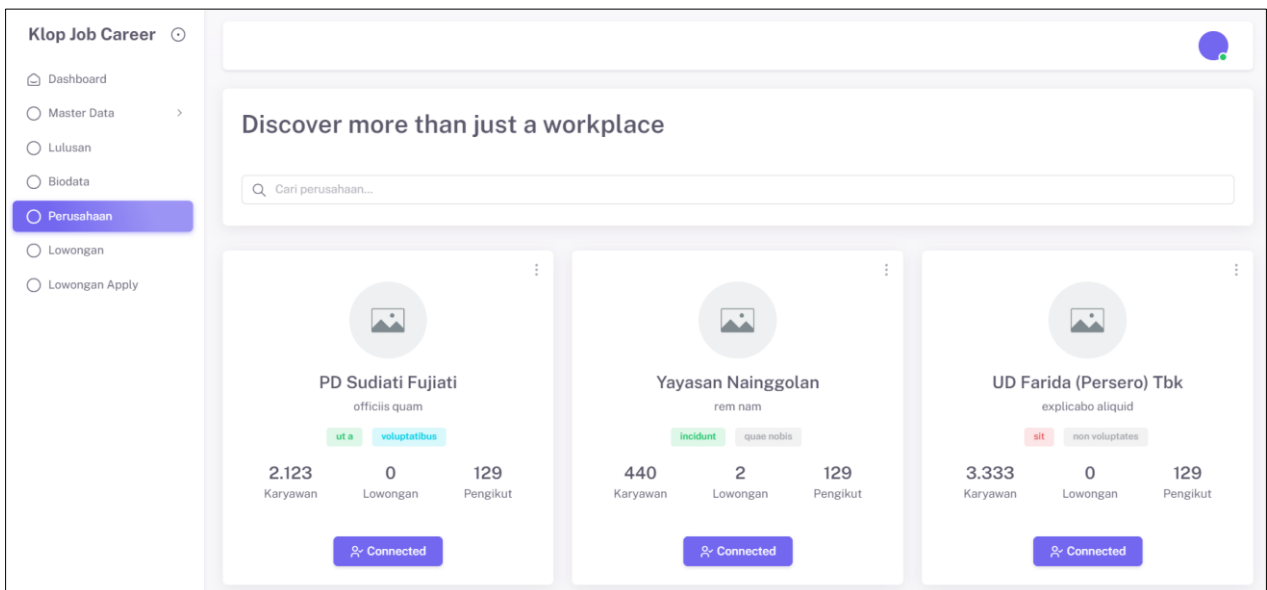 Klop Job Career
Dashboard
Master Data
Lulusan
Biodata
Perusahaan
Lowongan
Lowongan Apply
Discover more than just a workplace
Cari perusahaan...
PD Sudiati Fujiati
officiis quam
ut a voluptatibus
2.123 0 129
Karyawan Lowongan Pengikut
Connected
Yayasan Nainggolan
rem nam
incidunt quae nobis
440 2 129
Karyawan Lowongan Pengikut
Connected
UD Farida (Persero) Tbk
explicabo aliquid
sit non voluptates
3.333 0 129
Karyawan Lowongan Pengikut
Connected